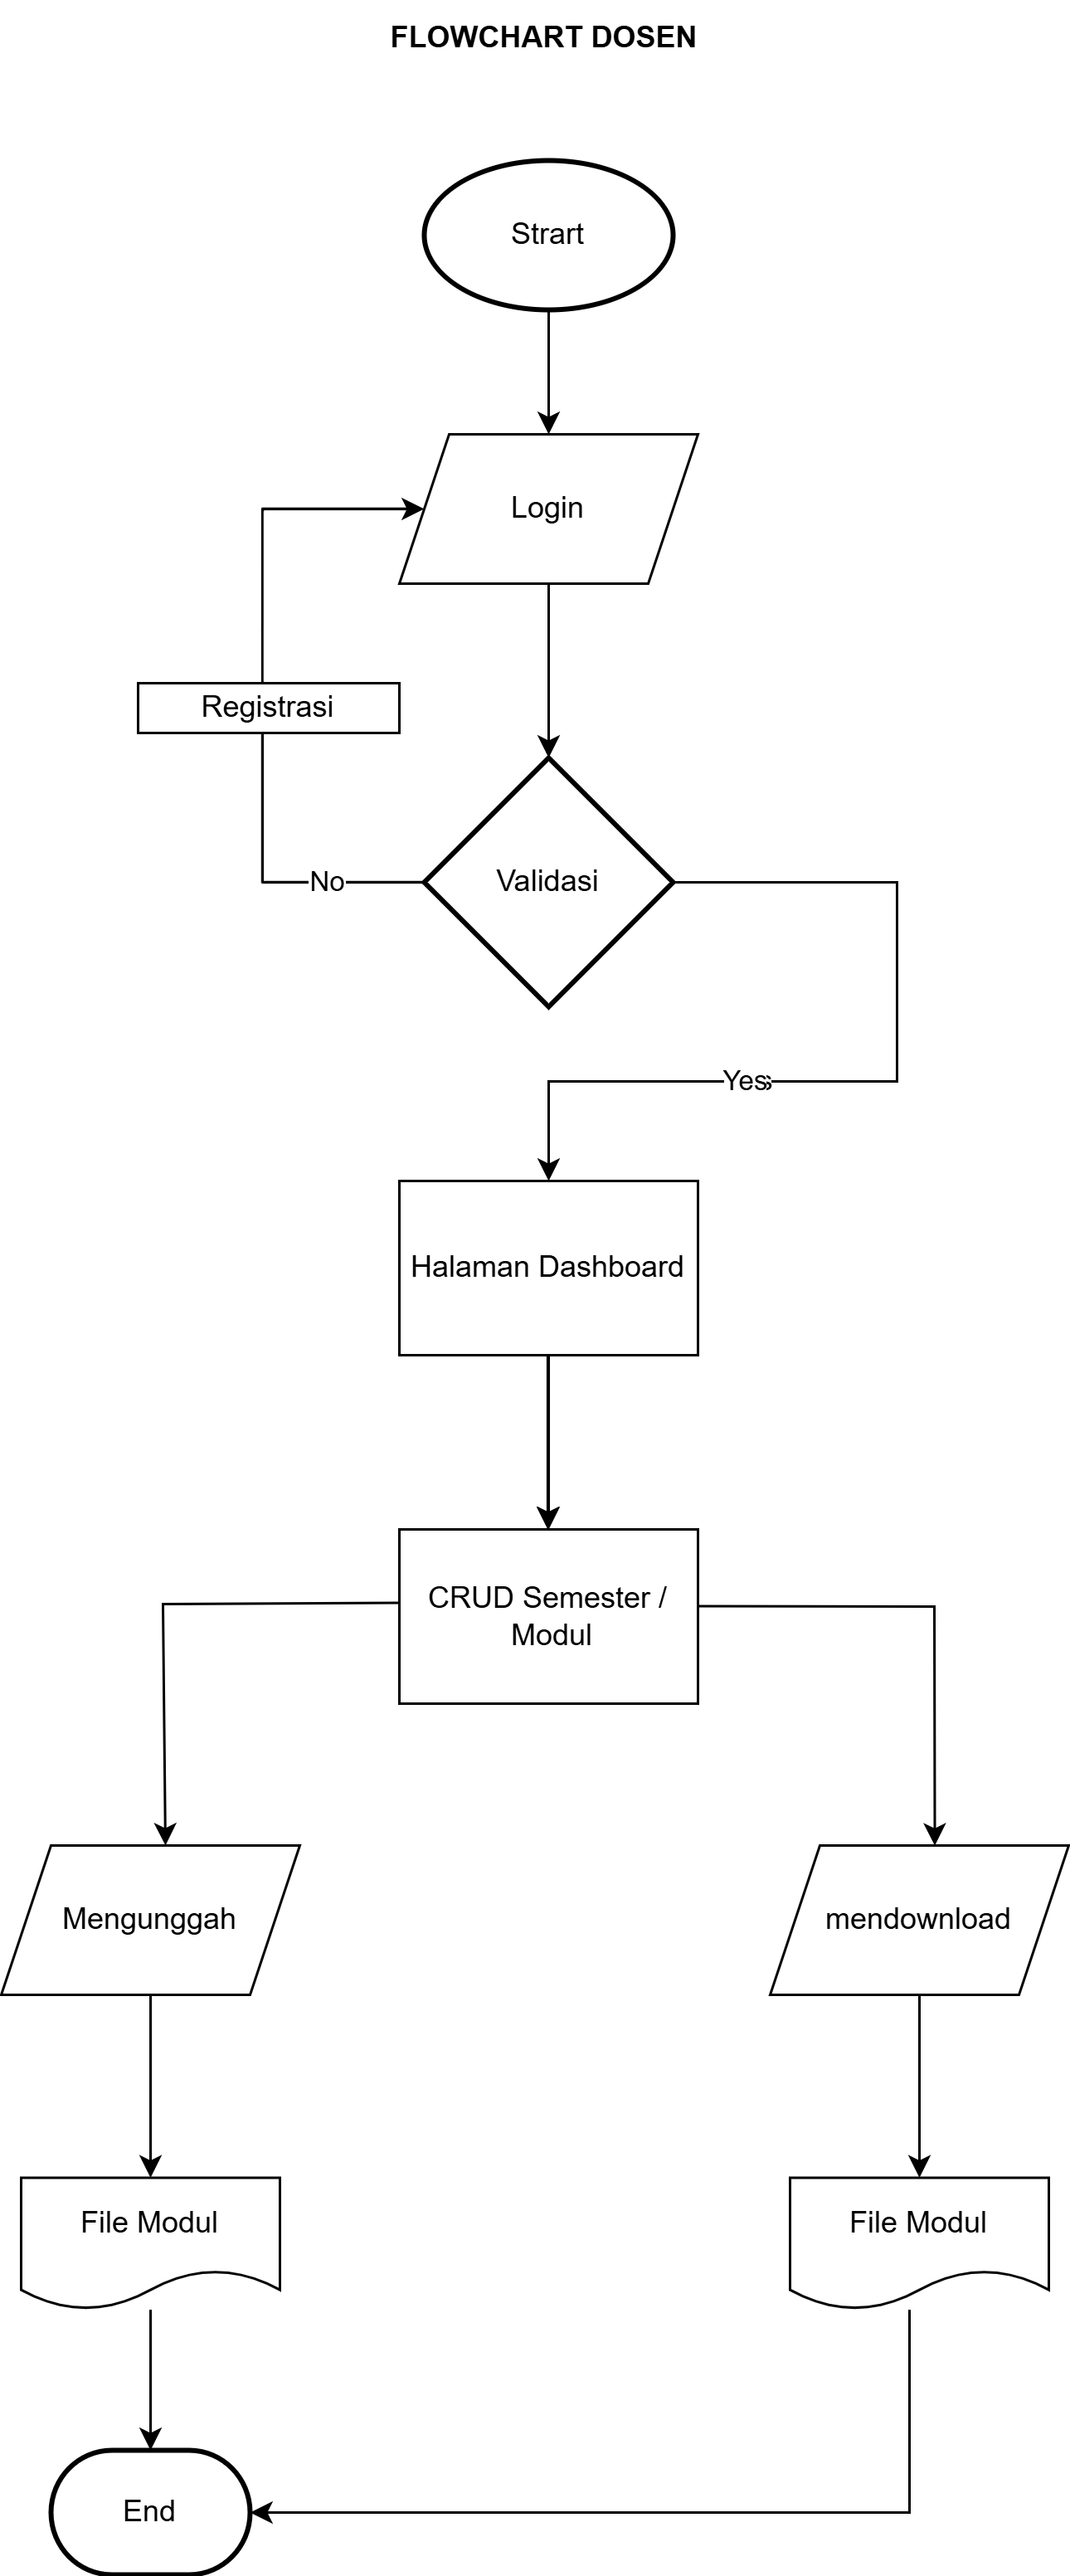 FLOWCHART DOSEN
Strart
Login
Registrasi
No
Validasi
Yes
Halaman Dashboard
CRUD Semester /
Modul
Mengunggah
mendownload
File Modul
File Modul
End